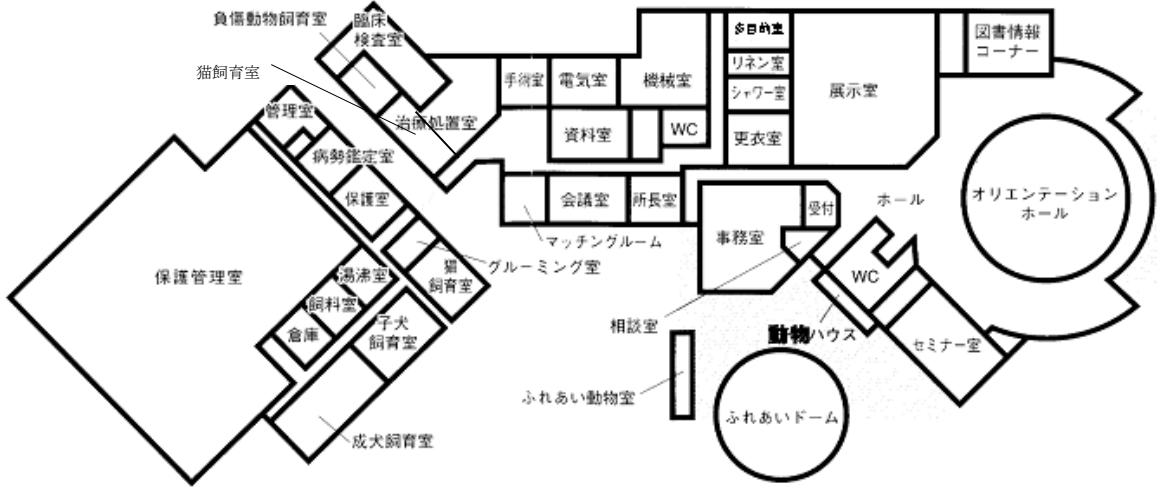 負傷動物飼育室
臨床
検査室
猫飼育室
治療処置室
手術室
電気室
機械室
多目的室
リネン室
シャワー室
更衣室
展示室
図書情報
コーナー
資料室
WC
管理室
病勢鑑定室
保護室
会議室
所長室
マッチングルーム
グルーミング室
猫
飼育室
事務室
受付
ホール
オリエンテーション
ホール
保護管理室
湯沸室
飼料室
倉庫
子犬
飼育室
成犬飼育室
相談室
WC
動物ハウス
セミナー室
ふれあい動物室
ふれあいドーム